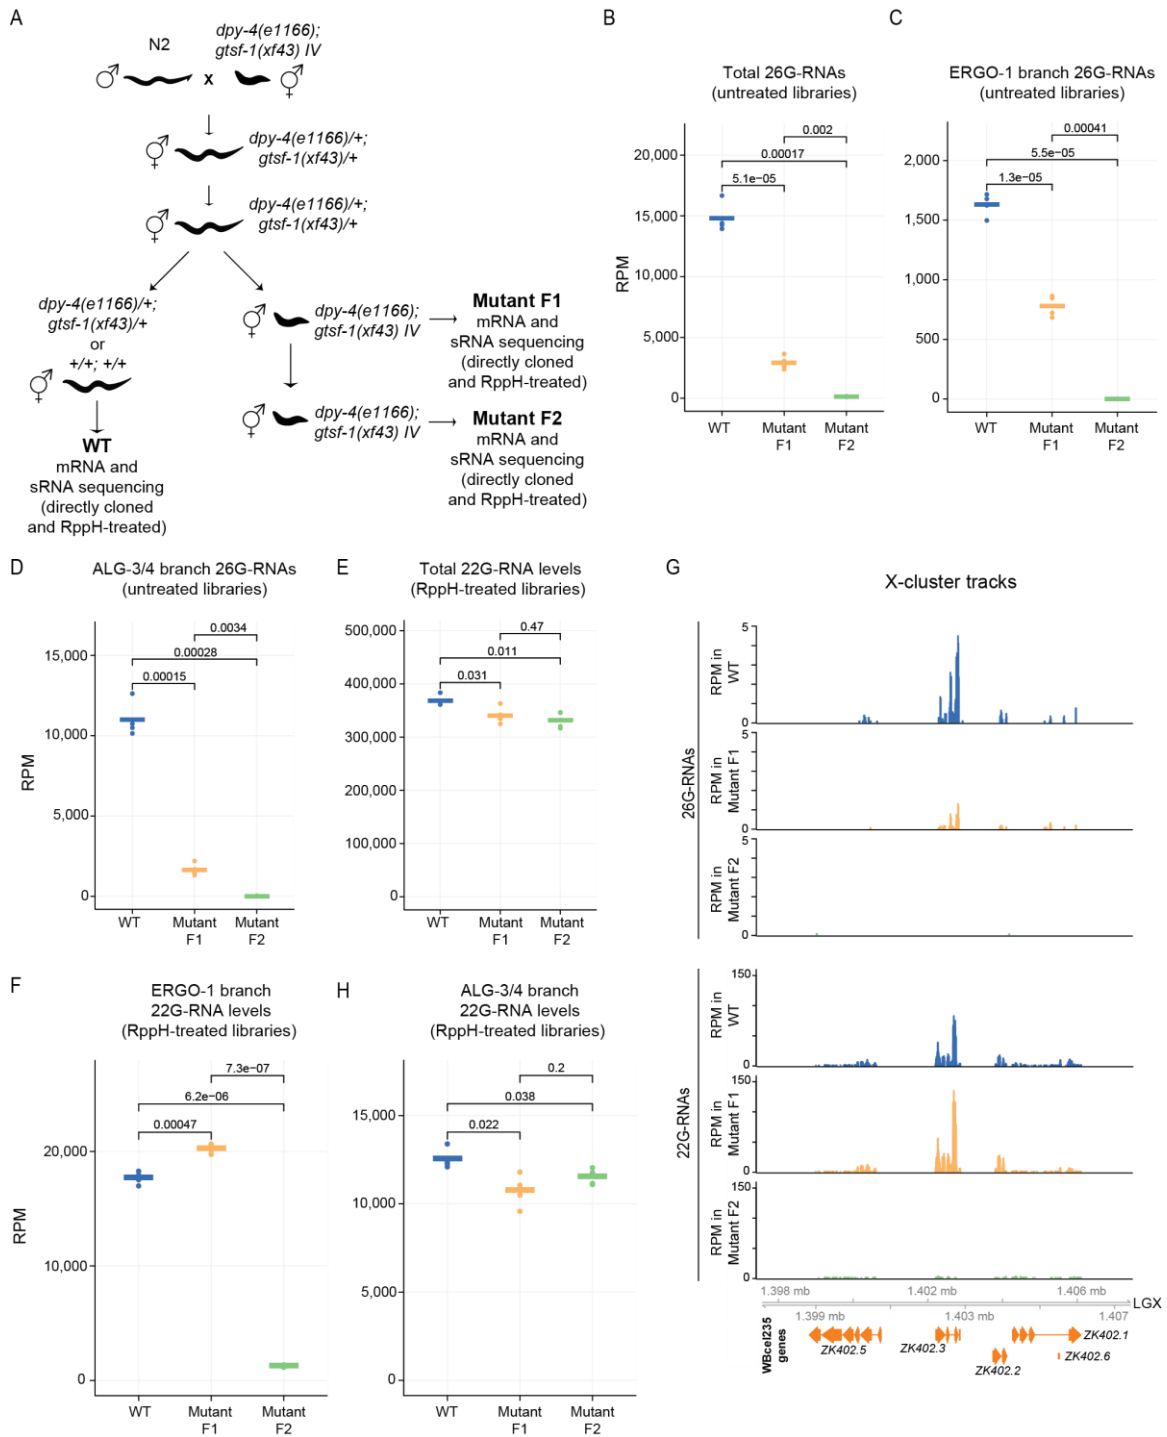 A
N2
dpy-4(e1166);
gtsf-1(xf43) IV
x
dpy-4(e1166)/+;
gtsf-1(xf43)/+
dpy-4(e1166)/+;
gtsf-1(xf43)/+
dpy-4(e1166)/+;
gtsf-1(xf43)/+
or
+/+; +/+
WT
mRNA and
sRNA sequencing
(directly cloned
and RppH-treated)
dpy-4(e1166);
gtsf-1(xf43) IV
Mutant F1
mRNA and
sRNA sequencing
(directly cloned
and RppH-treated)
dpy-4(e1166);
gtsf-1(xf43) IV
Mutant F2
mRNA and
sRNA sequencing
(directly cloned
and RppH-treated)
B
Total 26G-RNAs
(untreated libraries)
0.002
0.00017
5.1e−05
20,000
15,000
10,000
5,000
0
RPM
WT
Mutant
F1
Mutant
F2
C
ERGO-1 branch 26G-RNAs
(untreated libraries)
0.00041
5.5e−05
1.3e−05
2,000
1,500
1,000
500
0
WT
Mutant
F1
Mutant
F2
D
ALG-3/4 branch 26G-RNAs
(untreated libraries)
0.0034
0.00028
0.00015
15,000
10,000
5,000
0
RPM
WT
Mutant
F1
Mutant
F2
E
Total 22G-RNA levels
(RppH-treated libraries)
0.47
0.011
0.031
500,000
400,000
300,000
200,000
100,000
0
WT
Mutant
F1
Mutant
F2
F
ERGO-1 branch
22G-RNA levels
(RppH-treated libraries)
7.3e−07
6.2e−06
0.00047
20,000
10,000
0
RPM
WT
Mutant
F1
Mutant
F2
H
ALG-3/4 branch
22G-RNA levels
(RppH-treated libraries)
0.2
0.038
0.022
15,000
10,000
5,000
0
WT
Mutant
F1
Mutant
F2
G
X-cluster tracks
26G-RNAs
RPM in
WT
5
0
RPM in
Mutant F1
5
0
RPM in
Mutant F2
5
0
22G-RNAs
RPM in
WT
150
0
RPM in
Mutant F1
150
0
RPM in
Mutant F2
150
0
1.398 mb
1.402 mb
1.406 mb
LGX
1.399 mb
1.403 mb
1.407
WBcel235
genes
ZK402.5
ZK402.3
ZK402.2
ZK402.1
ZK402.6